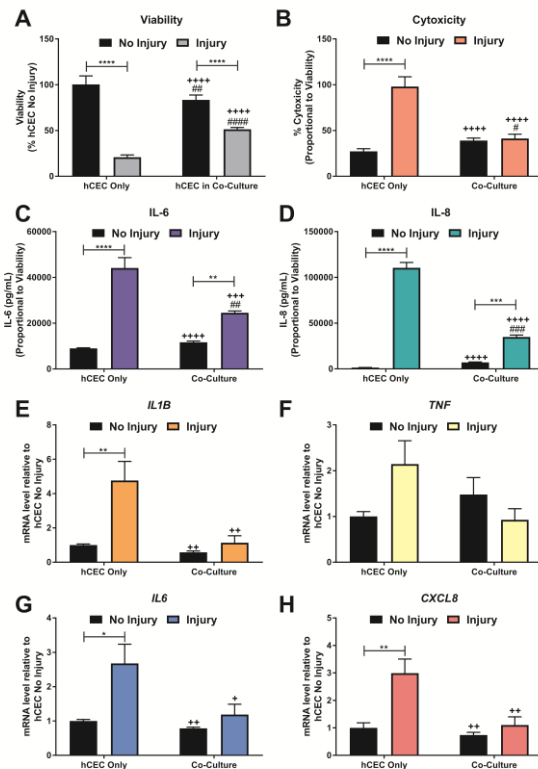 A
Viability
No Injury Injury
Viability
(% hCEC No Injury)
150
100
50
0
****
****
++++
##
++++
####
hCEC Only
hCEC in Co-Culture
B
Cytoxicity
No Injury Injury
% Cytoxicity
(Proportional to Viability)
150
100
50
0
****
++++
++++
#
hCEC Only
Co-Culture
C
IL-6
No Injury Injury
IL-6 (pg/mL)
(Proportional to Viability)
60000
40000
20000
0
****
**
++++
+++
##
hCEC Only
Co-Culture
D
IL-8
No Injury Injury
IL-8 (pg/mL)
(Proportional to Viability)
150000
100000
50000
0
****
***
++++
++++
###
hCEC Only
Co-Culture
E
IL1B
No Injury Injury
mRNA level relative to
hCEC No Injury
8
6
4
2
0
**
++
++
hCEC Only
Co-Culture
F
TNF
No Injury Injury
mRNA level relative to
hCEC No Injury
3
2
1
0
hCEC Only
Co-Culture
G
IL6
No Injury Injury
mRNA level relative to
hCEC No Injury
4
3
2
1
0
*
++
+
hCEC Only
Co-Culture
H
CXCL8
No Injury Injury
mRNA level relative to
hCEC No Injury
5
4
3
2
1
0
**
++
++
hCEC Only
Co-Culture